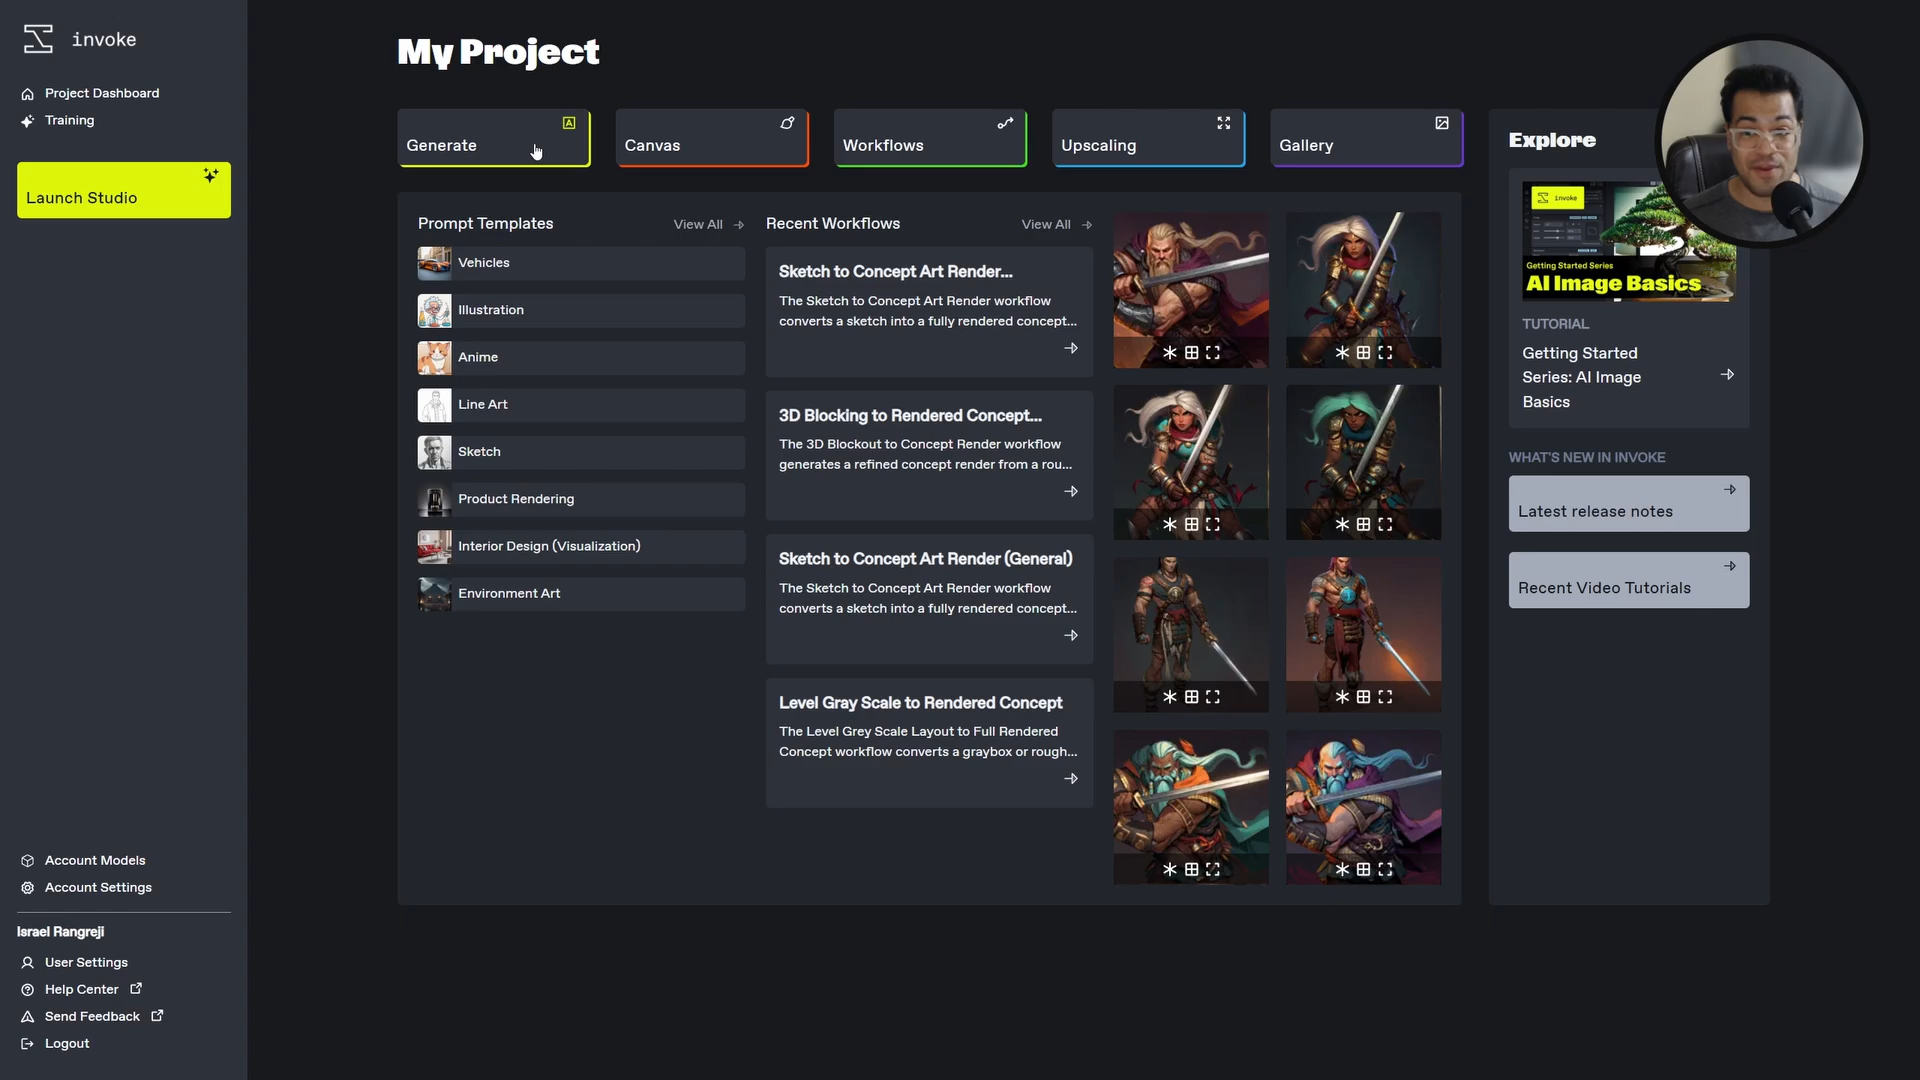 invoke
Project Dashboard
Training
Launch Studio
Account Models
Account Settings
Israel Rangreji
User Settings
Help Center
Send Feedback
Logout
My Project
Generate
Canvas
Workflows
Upscaling
Gallery
Prompt Templates
View All
Vehicles
Illustration
Anime
Line Art
Sketch
Product Rendering
Interior Design (Visualization)
Environment Art
Recent Workflows
View All
Sketch to Concept Art Render...
The Sketch to Concept Art Render workflow
converts a sketch into a fully rendered concept...
3D Blocking to Rendered Concept...
The 3D Blockout to Concept Render workflow
generates a refined concept render from a rou...
Sketch to Concept Art Render (General)
The Sketch to Concept Art Render workflow
converts a sketch into a fully rendered concept...
Level Gray Scale to Rendered Concept
The Level Grey Scale Layout to Full Rendered
Concept workflow converts a graybox or rough...
Explore
invoke
Getting Started Series
AI Image Basics
TUTORIAL
Getting Started
Series: AI Image
Basics
WHAT'S NEW IN INVOKE
Latest release notes
Recent Video Tutorials